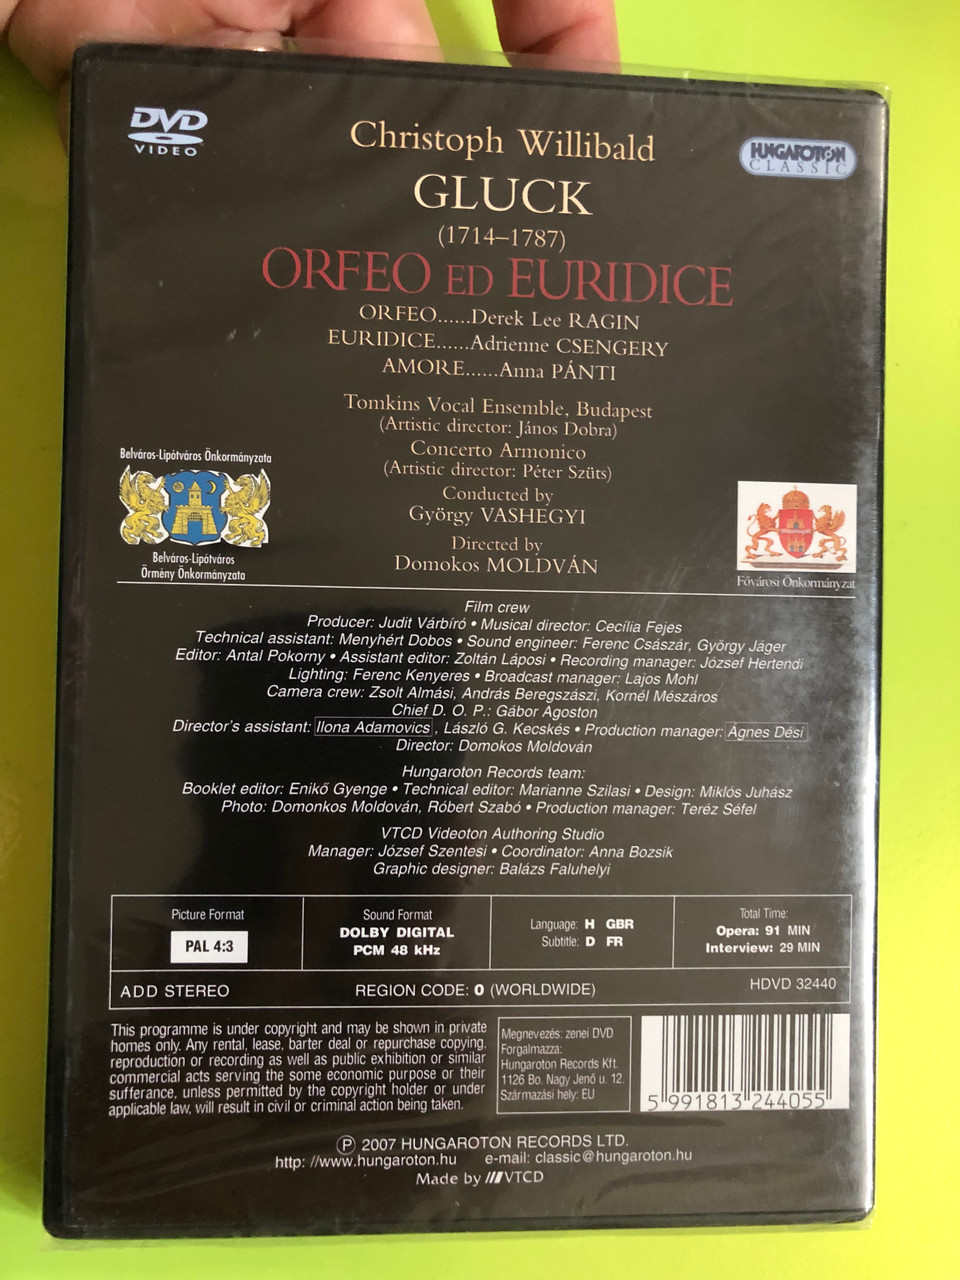 DVD
VIDEO
HUNGAROTON
CLASSIC
Christoph Willibald
GLUCK
(1714–1787)
ORFEO ED EURIDICE
ORFEO......Derek Lee RAGIN
EURIDICE......Adrienne CSENGERY
AMORE......Anna PÁNTI
Tomkins Vocal Ensemble, Budapest
(Artistic director: János Dobra)
Concerto Armonico
(Artistic director: Péter Szüts)
Conducted by
György VASHEGYI
Directed by
Domokos MOLDVÁN
Belváros-Lipótváros Önkormányzata
Belváros-Lipótváros
Örmény Önkormányzata
Fővárosi Önkormányzat
Film crew
Producer: Judit Várbíró • Musical director: Cecília Fejes
Technical assistant: Menyhért Dobos • Sound engineer: Ferenc Császár, György Jáger
Editor: Antal Pokorny • Assistant editor: Zoltán Láposi • Recording manager: József Hertendi
Lighting: Ferenc Kenyeres • Broadcast manager: Lajos Mohl
Camera crew: Zsolt Almási, András Beregszászi, Kornél Mészáros
Chief D. O. P.: Gábor Agoston
Director's assistant: Ilona Adamovics, László G. Kecskés • Production manager: Ágnes Dési
Director: Domokos Moldován
Hungaroton Records team:
Booklet editor: Enikő Gyenge • Technical editor: Marianne Szilasi • Design: Miklós Juhász
Photo: Domonkos Moldován, Róbert Szabó • Production manager: Teréz Séfel
VTCD Videoton Authoring Studio
Manager: József Szentesi • Coordinator: Anna Bozsik
Graphic designer: Balázs Faluhelyi
Picture Format
PAL 4:3
Sound Format
DOLBY DIGITAL
PCM 48 kHz
Language: H GBR
Subtitle: D FR
Total Time:
Opera: 91 MIN
Interview: 29 MIN
ADD STEREO
REGION CODE: 0 (WORLDWIDE)
HDVD 32440
This programme is under copyright and may be shown in private
homes only. Any rental, lease, barter deal or repurchase copying,
reproduction or recording as well as public exhibition or similar
commercial acts serving the some economic purpose or their
sufferance, unless permitted by the copyright holder or under
applicable law, will result in civil or criminal action being taken.
Megnevezés: zenei DVD
Forgalmazza:
Hungaroton Records Kft.
1126 Bp. Nagy Jenő u. 12.
Származási hely: EU
5 991813 244055
℗ 2007 HUNGAROTON RECORDS LTD.
http: //www.hungaroton.hu e-mail: classic@hungaroton.hu
Made by VTCD